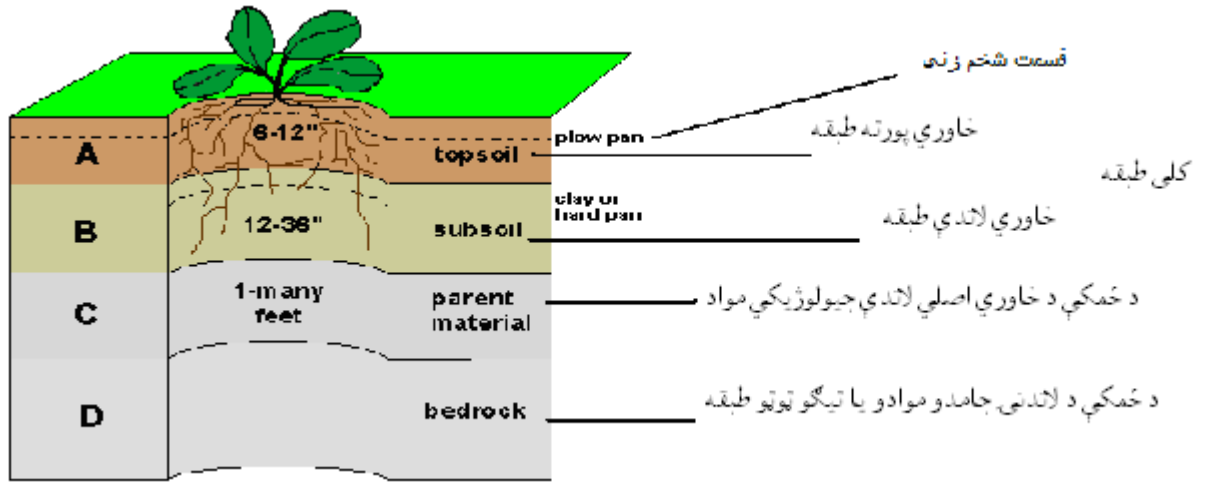 قسمت شخم زنی
A
6-12"
topsoil
plow pan
خاوري پورته طبقه
کلی طبقه
B
12-36"
subsoil
clay or
hard pan
خاوري لاندې طبقه
C
1-many
feet
parent
material
د ځمکې د خاورې اصلي لاندې جیولوژیکي مواد
D
bedrock
د ځمکې د لاندنۍ جامدو موادو یا تیګو ټوټو طبقه